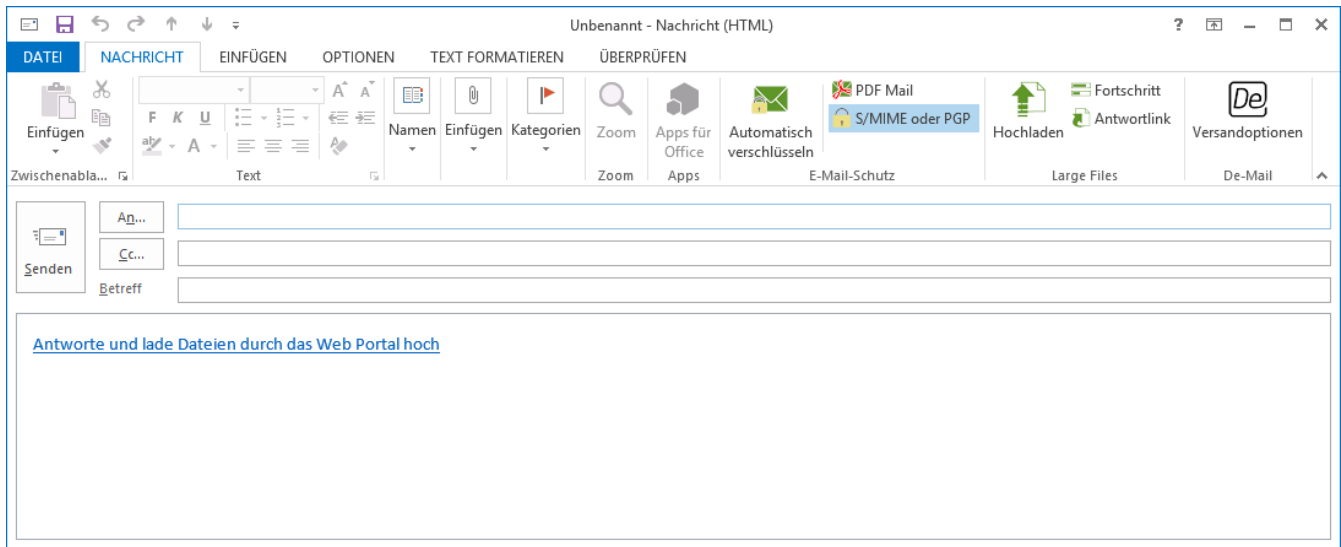 Unbenannt - Nachricht (HTML)
?
DATEI NACHRICHT EINFÜGEN OPTIONEN TEXT FORMATIEREN ÜBERPRÜFEN
Einfügen
F K U
aby A
A A
Namen Einfügen Kategorien
Zoom
Apps für
Office
Automatisch
verschlüsseln
PDF Mail
S/MIME oder PGP
Hochladen
Fortschritt
Antwortlink
De
Versandoptionen
Zwischenabla... Text Zoom Apps E-Mail-Schutz Large Files De-Mail
Senden
An...
Cc...
Betreff
Antworte und lade Dateien durch das Web Portal hoch